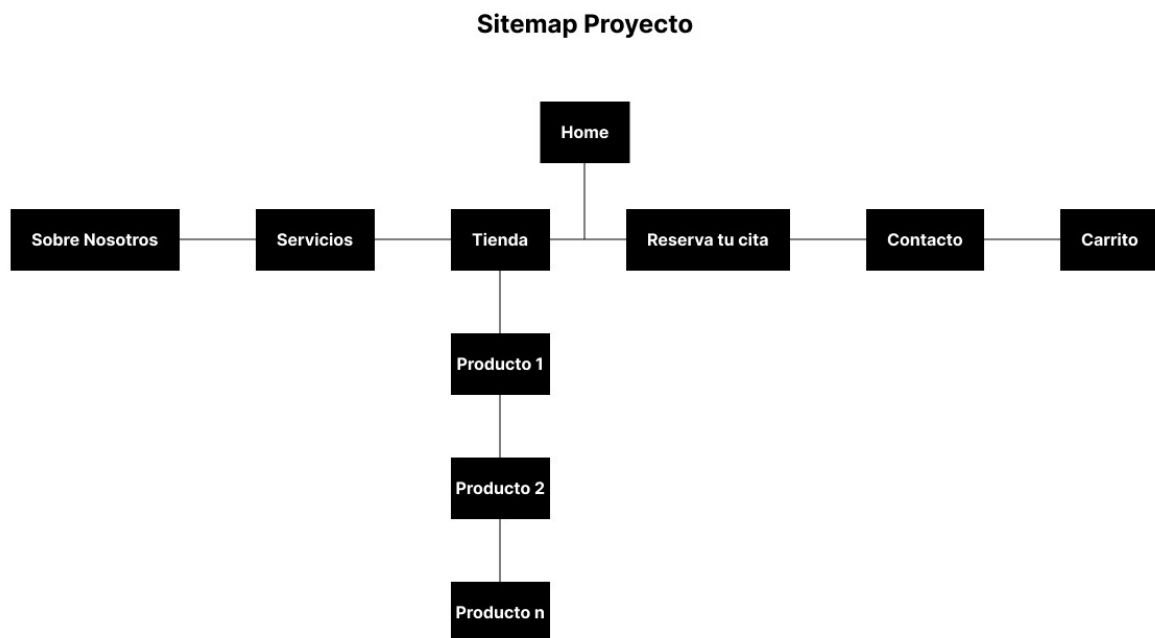 Sitemap Proyecto
Home
Sobre Nosotros
Servicios
Tienda
Reserva tu cita
Contacto
Carrito
Producto 1
Producto 2
Producto n